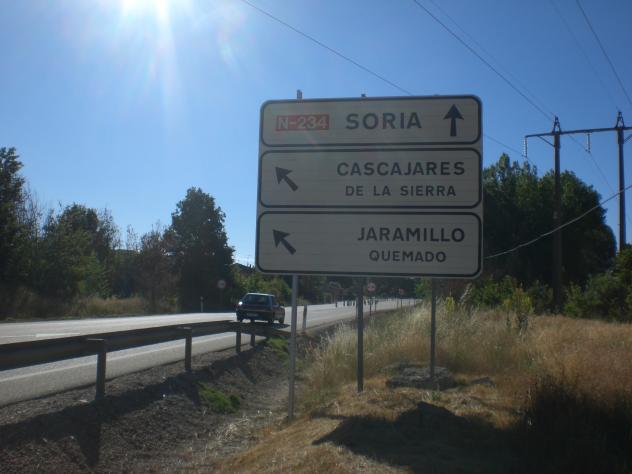 N-234 SORIA
CASCAJARES
DE LA SIERRA
JARAMILLO
QUEMADO